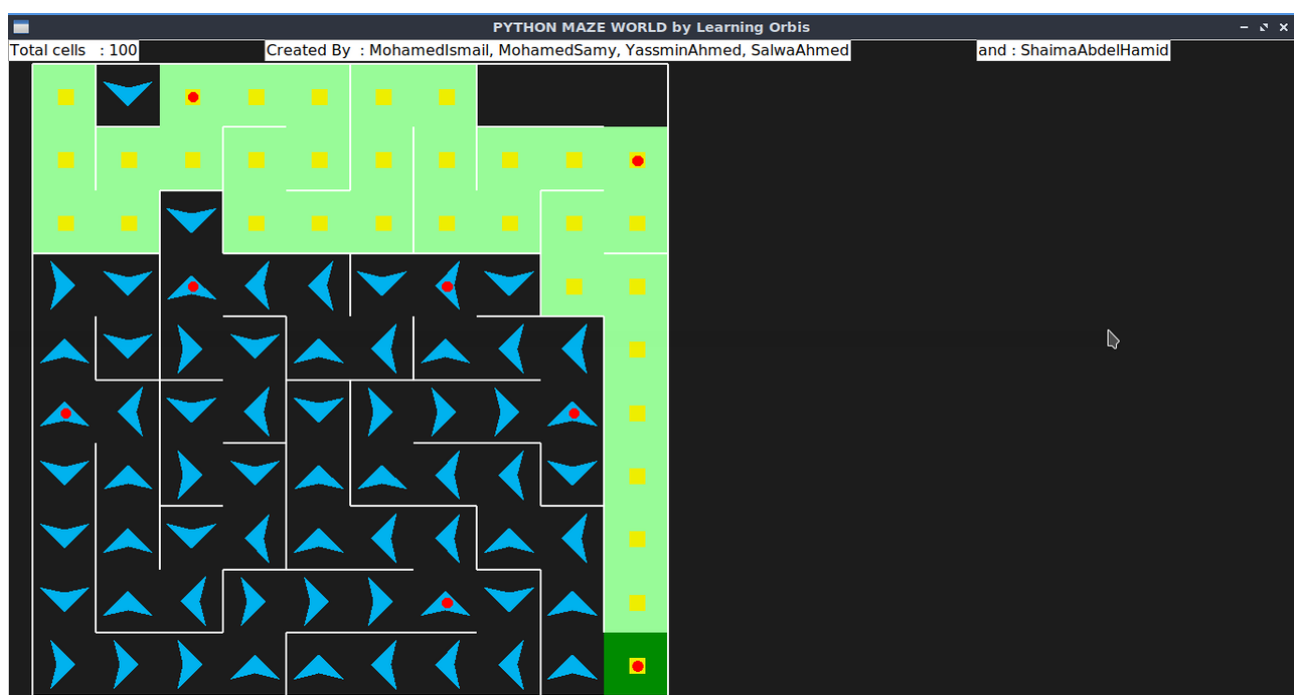 PYTHON MAZE WORLD by Learning Orbis
Total cells : 100 Created By : MohamedIsmail, MohamedSamy, YassminAhmed, SalwaAhmed and : ShaimaAbdelHamid